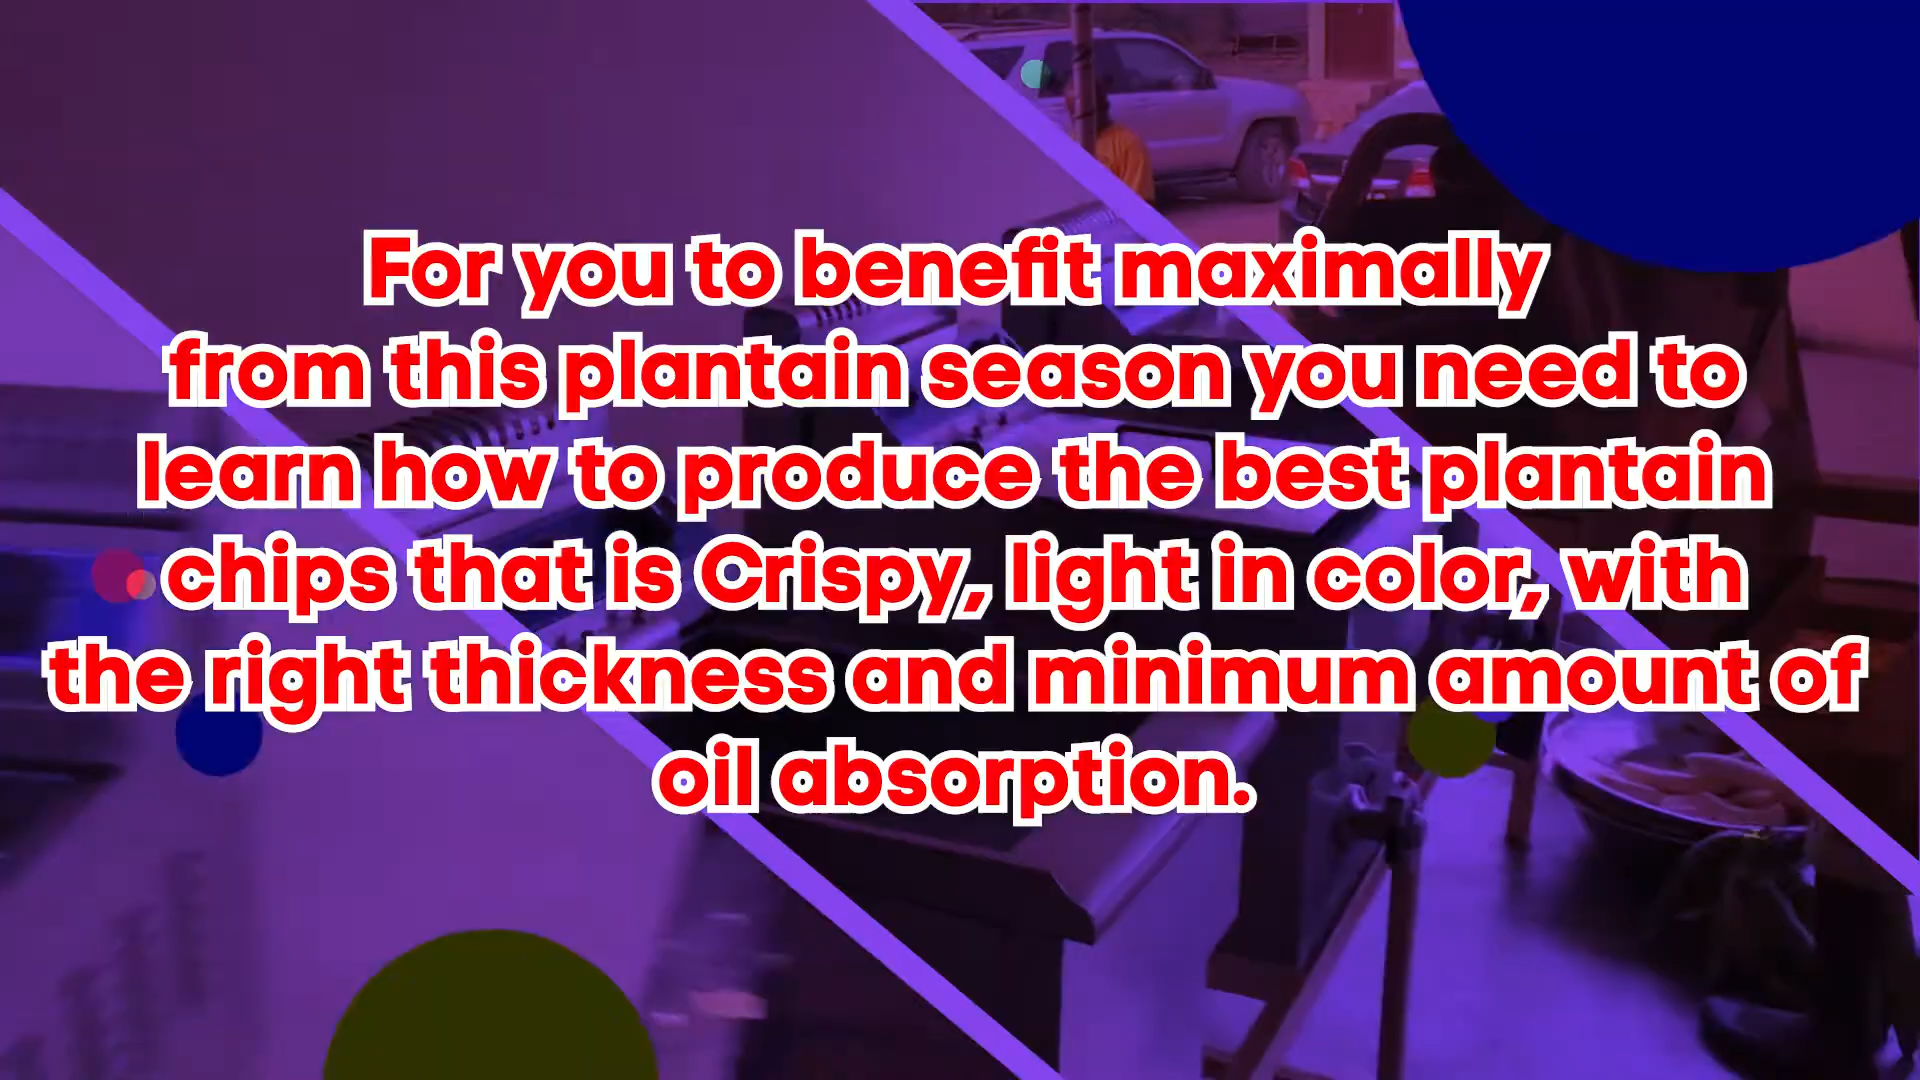 For you to benefit maximally
from this plantain season you need to
learn how to produce the best plantain
chips that is Crispy, light in color, with
the right thickness and minimum amount of
oil absorption.